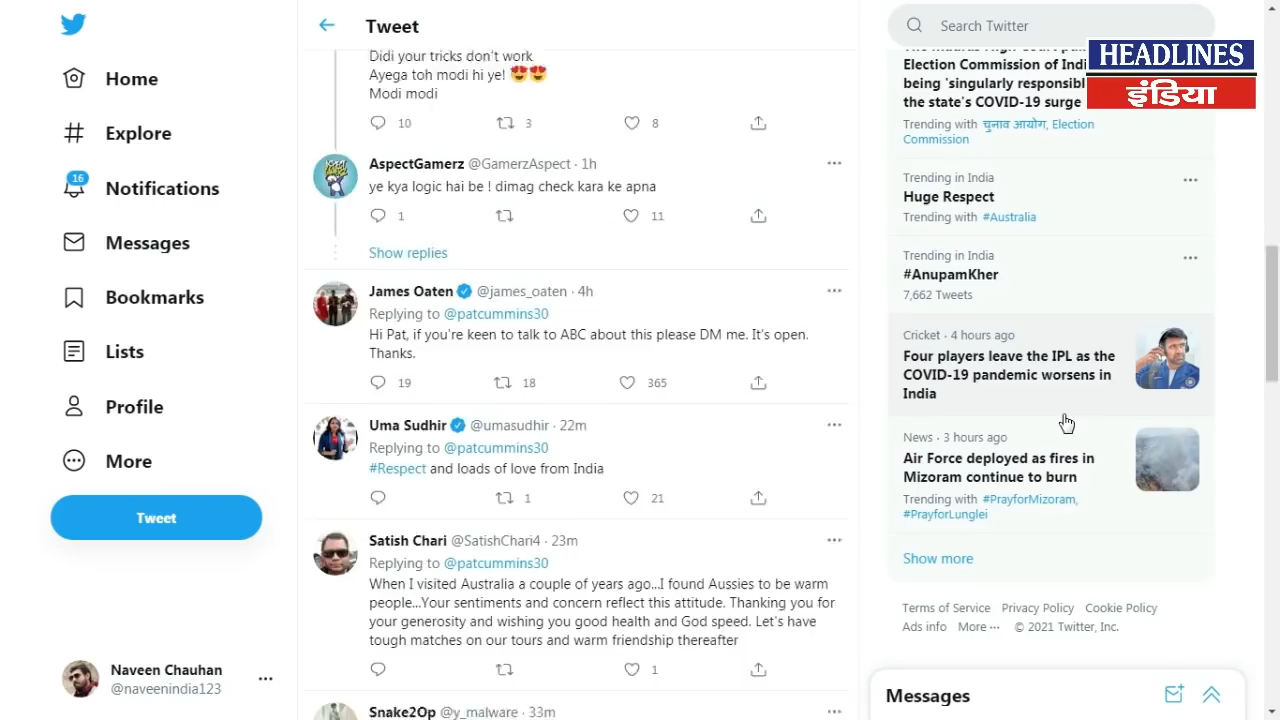 Home
Explore
16
Notifications
Messages
Bookmarks
Lists
Profile
More
Tweet
Naveen Chauhan
@naveenindia123
Tweet
Didi your tricks don't work
Ayega toh modi hi ye! 😍😍
Modi modi
10 3 8
AspectGamerz @GamerzAspect · 1h
ye kya logic hai be ! dimag check kara ke apna
1 11
Show replies
James Oaten @james_oaten · 4h
Replying to @patcummins30
Hi Pat, if you're keen to talk to ABC about this please DM me. It's open.
Thanks.
19 18 365
Uma Sudhir @umasudhir · 22m
Replying to @patcummins30
#Respect and loads of love from India
1 21
Satish Chari @SatishChari4 · 23m
Replying to @patcummins30
When I visited Australia a couple of years ago...I found Aussies to be warm
people...Your sentiments and concern reflect this attitude. Thanking you for
your generosity and wishing you good health and God speed. Let's have
tough matches on our tours and warm friendship thereafter
1
Snake2Op @y_malware · 33m
Search Twitter
HEADLINES
इंडिया
Election Commission of Indi
being 'singularly responsibl
the state's COVID-19 surge
Trending with चुनाव आयोग, Election
Commission
Trending in India
Huge Respect
Trending with #Australia
Trending in India
#AnupamKher
7,662 Tweets
Cricket · 4 hours ago
Four players leave the IPL as the
COVID-19 pandemic worsens in
India
News · 3 hours ago
Air Force deployed as fires in
Mizoram continue to burn
Trending with #PrayforMizoram,
#PrayforLunglei
Show more
Terms of Service Privacy Policy Cookie Policy
Ads info More ··· © 2021 Twitter, Inc.
Messages